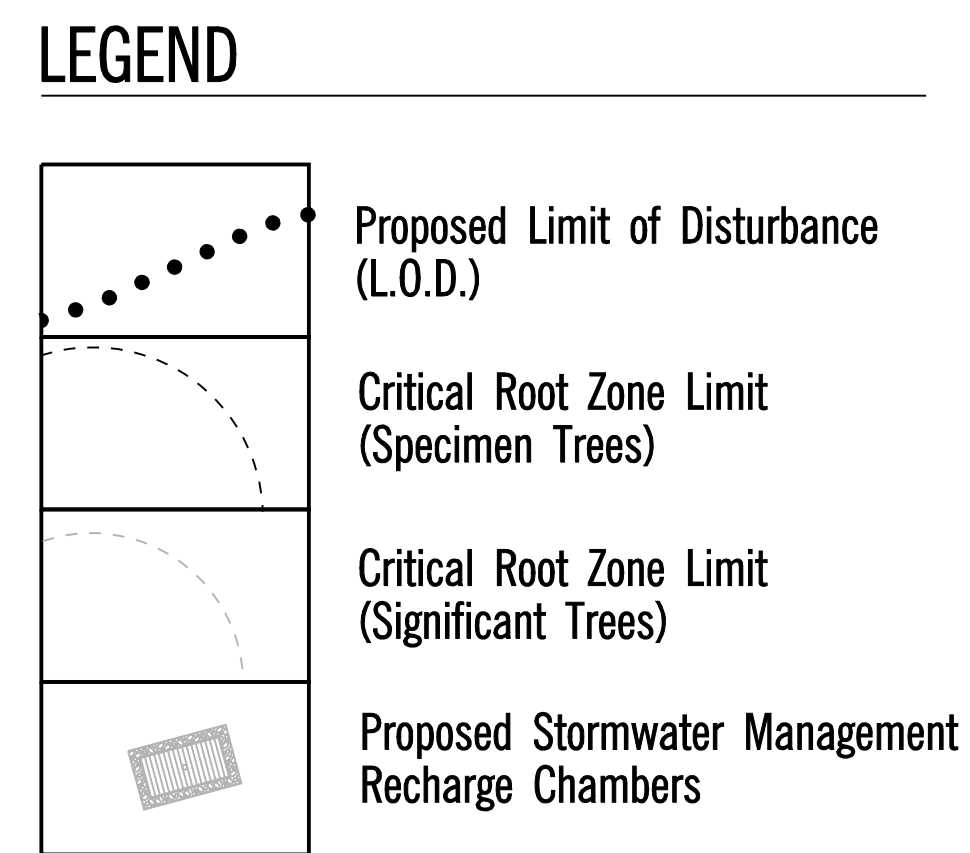 LEGEND
Proposed Limit of Disturbance
(L.O.D.)
Critical Root Zone Limit
(Specimen Trees)
Critical Root Zone Limit
(Significant Trees)
Proposed Stormwater Management
Recharge Chambers